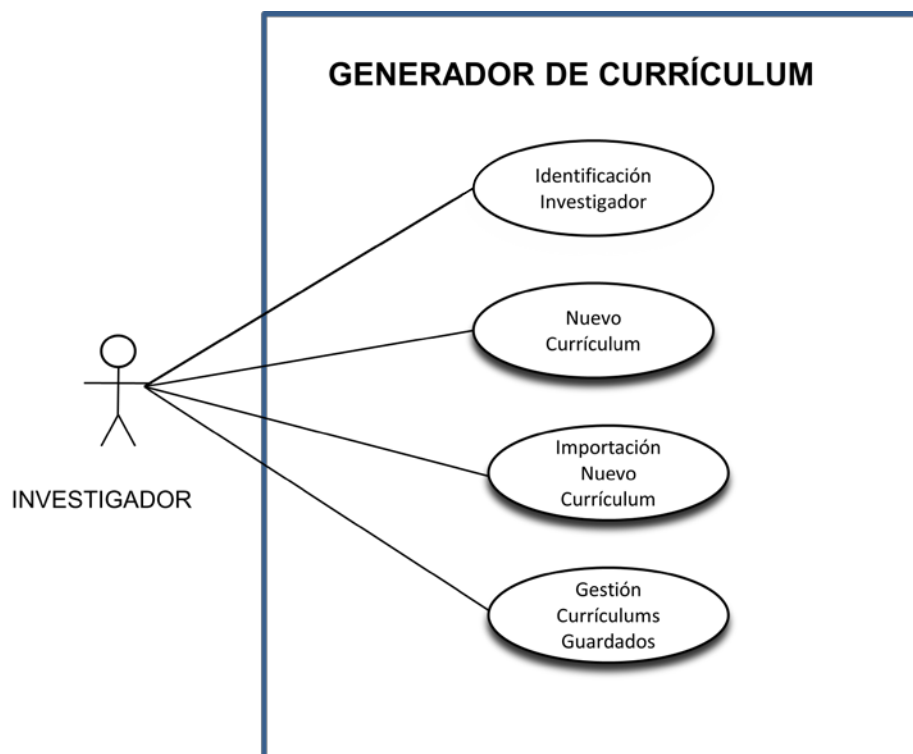 GENERADOR DE CURRÍCULUM
Identificación
Investigador
Nuevo
Currículum
Importación
Nuevo
Currículum
INVESTIGADOR
Gestión
Currículums
Guardados